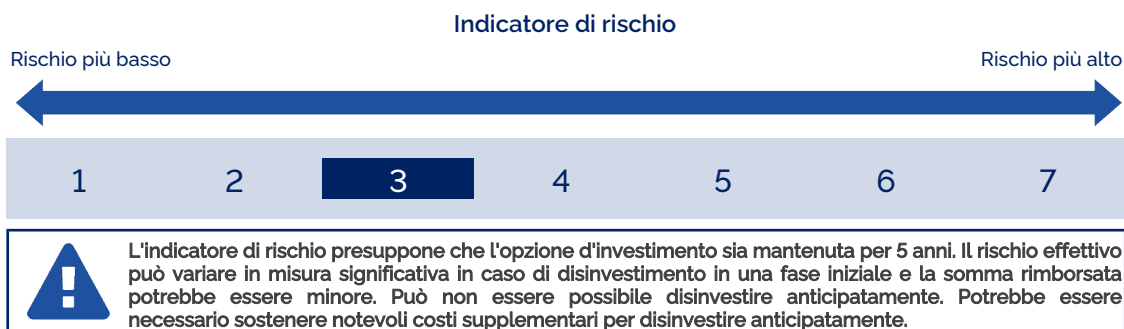 Indicatore di rischio
Rischio più basso Rischio più alto
1 2 3 4 5 6 7
L'indicatore di rischio presuppone che l'opzione d'investimento sia mantenuta per 5 anni. Il rischio effettivo
può variare in misura significativa in caso di disinvestimento in una fase iniziale e la somma rimborsata
potrebbe essere minore. Può non essere possibile disinvestire anticipatamente. Potrebbe essere
necessario sostenere notevoli costi supplementari per disinvestire anticipatamente.